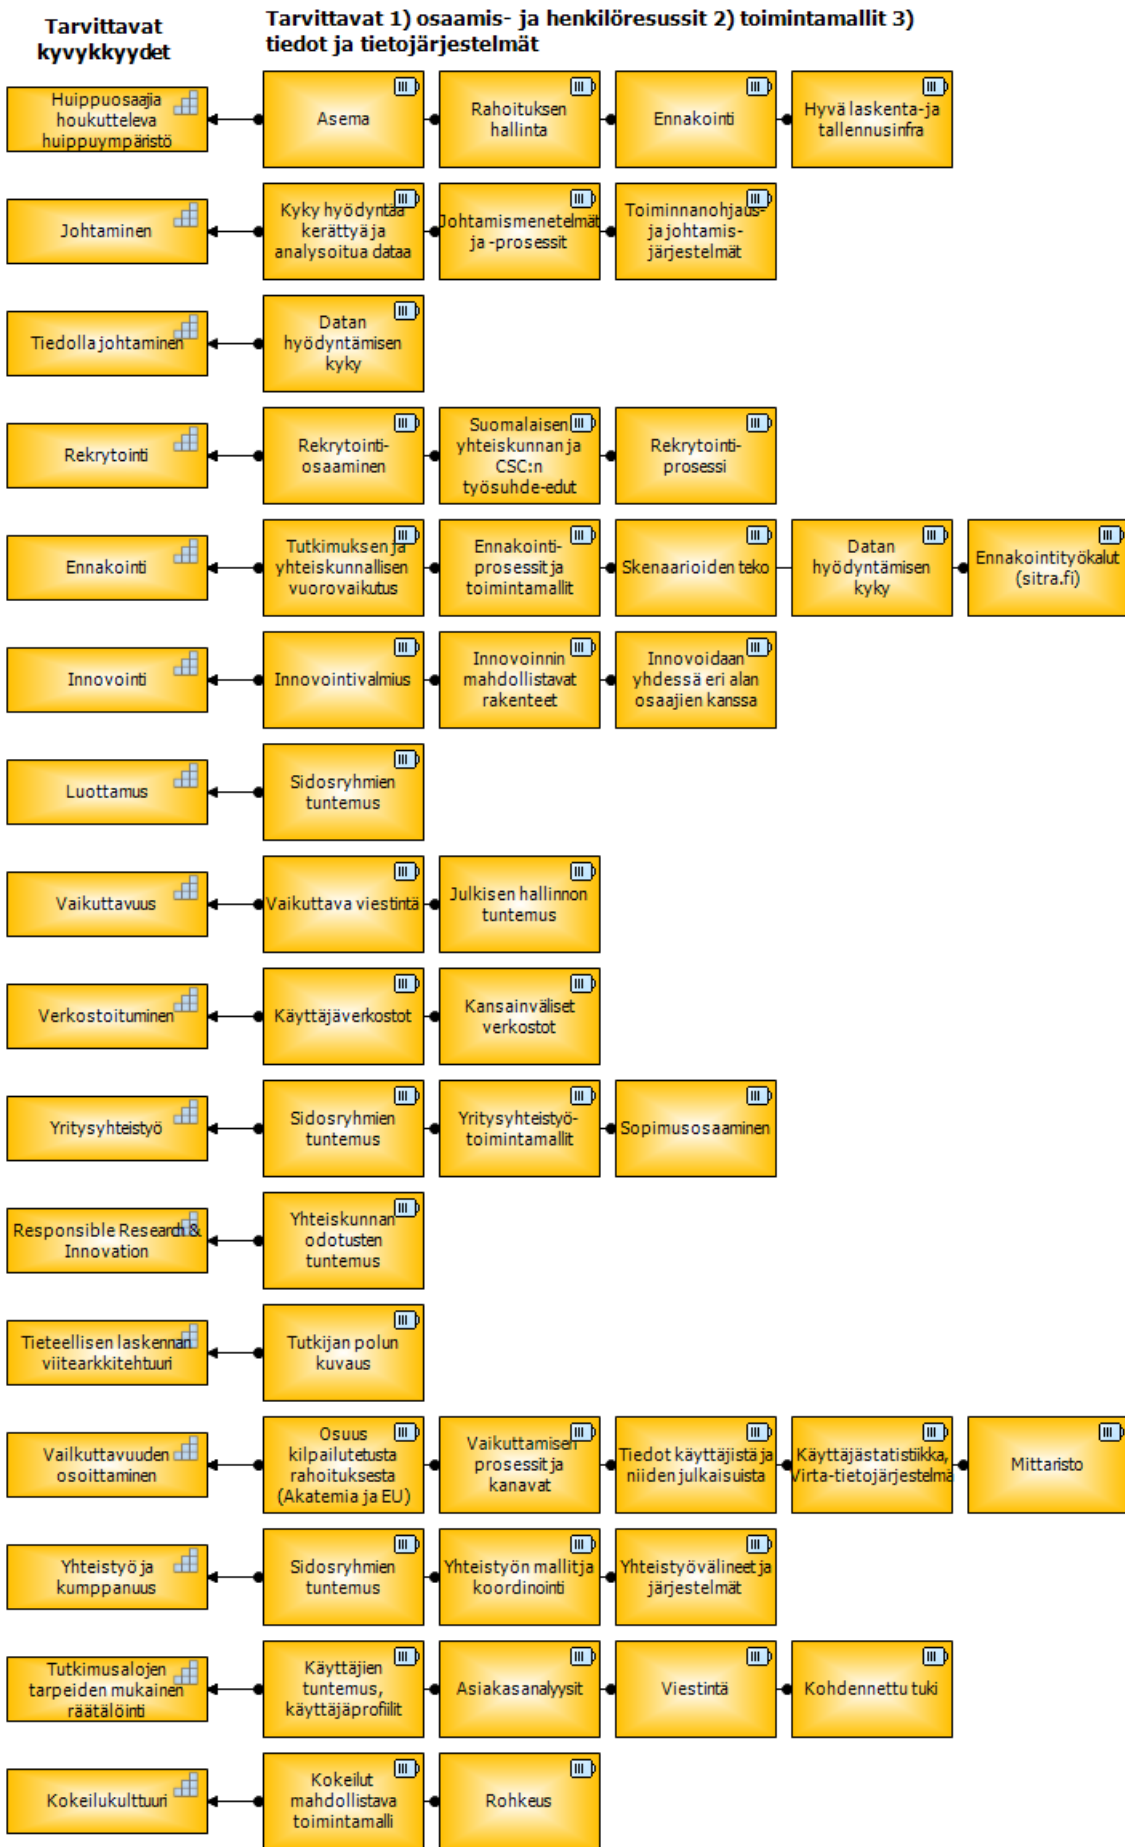 Tarvittavat
kyvykkyydet
Tarvittavat 1) osaamis- ja henkilöresussit 2) toimintamallit 3)
tiedot ja tietojärjestelmät
Huippuosaajia
houkutteleva
huippuympäristö
Asema
Rahoituksen
hallinta
Ennakointi
Hyvä laskenta-ja
tallennusinfra
Johtaminen
Kyky hyödyntää
kerättyä ja
analysoitua dataa
Johtamismenetelmät
ja -prosessit
Toiminnanohjaus-
ja johtamis-
järjestelmät
Tiedolla johtaminen
Datan
hyödyntämisen
kyky
Rekrytointi
Rekrytointi-
osaaminen
Suomalaisen
yhteiskunnan ja
CSC:n
työsuhde-edut
Rekrytointi-
prosessi
Ennakointi
Tutkimuksen ja
yhteiskunnallisen
vuorovaikutus
Ennakointi-
prosessit ja
toimintamallit
Skenaarioiden teko
Datan
hyödyntämisen
kyky
Ennakointityökalut
(sitra.fi)
Innovointi
Innovointivalmius
Innovoinnin
mahdollistavat
rakenteet
Innovoidaan
yhdessä eri alan
osaajien kanssa
Luottamus
Sidosryhmien
tuntemus
Vaikuttavuus
Vaikuttava viestintä
Julkisen hallinnon
tuntemus
Verkostoituminen
Käyttäjäverkostot
Kansainväliset
verkostot
Yritysyhteistyö
Sidosryhmien
tuntemus
Yritysyhteistyö-
toimintamallit
Sopimusosaaminen
Responsible Research &
Innovation
Yhteiskunnan
odotusten
tuntemus
Tieteellisen laskennan
viitearkkitehtuuri
Tutkijan polun
kuvaus
Vailkuttavuuden
osoittaminen
Osuus
kilpailutetusta
rahoituksesta
(Akatemia ja EU)
Vaikuttamisen
prosessit ja
kanavat
Tiedot käyttäjistä ja
niiden julkaisuista
Käyttäjästatistiikka,
Virta-tietojärjestelmä
Mittaristo
Yhteistyö ja
kumppanuus
Sidosryhmien
tuntemus
Yhteistyön mallit ja
koordinointi
Yhteistyövälineet ja
järjestelmät
Tutkimusalojen
tarpeiden mukainen
räätälöinti
Käyttäjien
tuntemus,
käyttäjäprofiilit
Asiakasanalyysit
Viestintä
Kohdennettu tuki
Kokeilukulttuuri
Kokeilut
mahdollistava
toimintamalli
Rohkeus